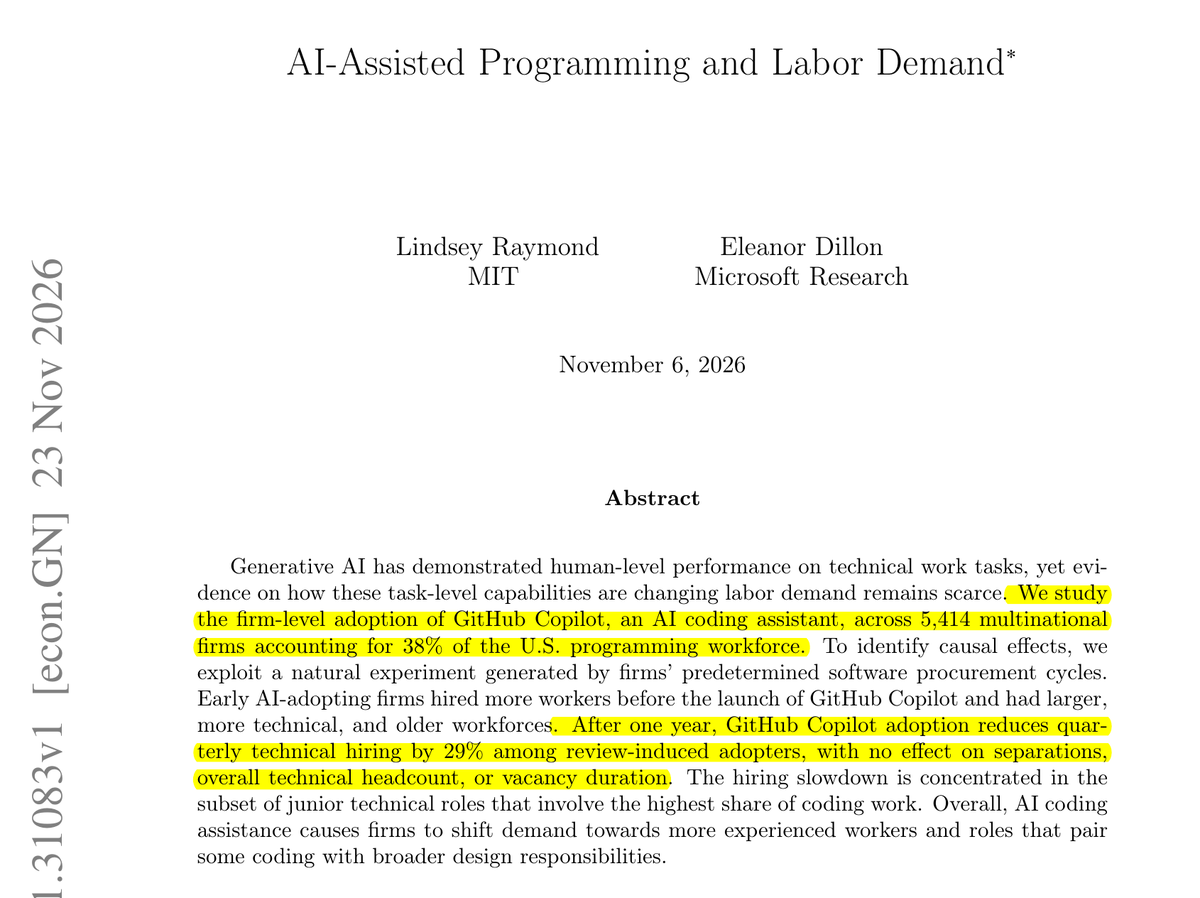 AI-Assisted Programming and Labor Demand*
Lindsey Raymond
MIT
Eleanor Dillon
Microsoft Research
November 6, 2026
Abstract
Generative AI has demonstrated human-level performance on technical work tasks, yet evi-
dence on how these task-level capabilities are changing labor demand remains scarce. We study
the firm-level adoption of GitHub Copilot, an AI coding assistant, across 5,414 multinational
firms accounting for 38% of the U.S. programming workforce. To identify causal effects, we
exploit a natural experiment generated by firms’ predetermined software procurement cycles.
Early AI-adopting firms hired more workers before the launch of GitHub Copilot and had larger,
more technical, and older workforces. After one year, GitHub Copilot adoption reduces quar-
terly technical hiring by 29% among review-induced adopters, with no effect on separations,
overall technical headcount, or vacancy duration. The hiring slowdown is concentrated in the
subset of junior technical roles that involve the highest share of coding work. Overall, AI coding
assistance causes firms to shift demand towards more experienced workers and roles that pair
some coding with broader design responsibilities.
1.31083v1 [econ.GN] 23 Nov 2026